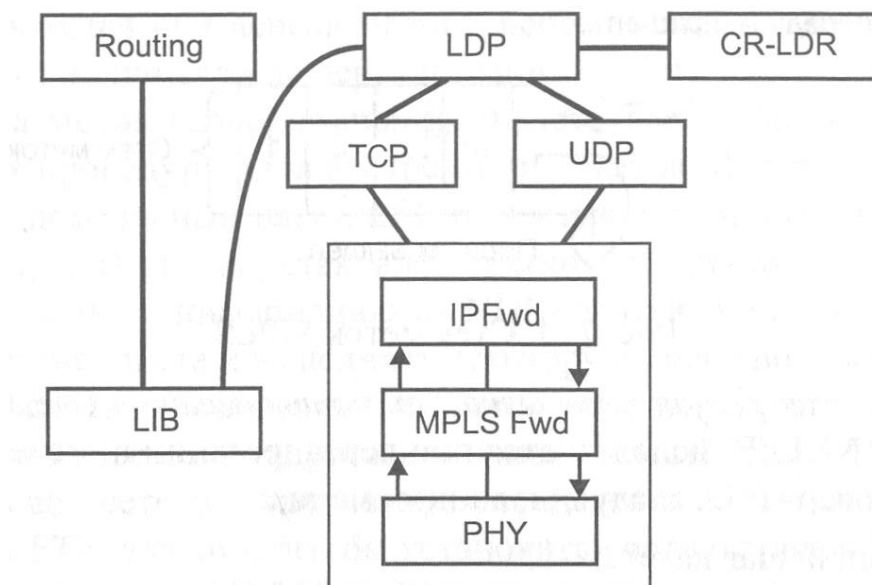 Routing
LDP
CR-LDR
TCP
UDP
IPFwd
LIB
MPLS Fwd
PHY